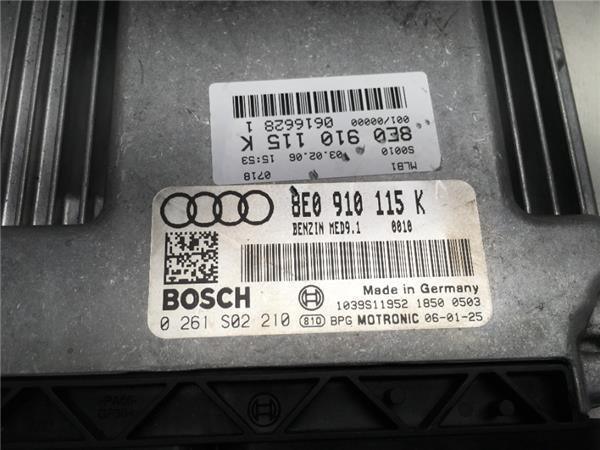 MLB1 0718
S0010 03.02.06 15:53
8E0 910 115 K
001/00000 0616628 1
8E0 910 115 K
BENZIN MED9.1 0010
BOSCH
Made in Germany
1039S11952 1850 0503
0 261 S02 210 810 BPG MOTRONIC 06-01-25